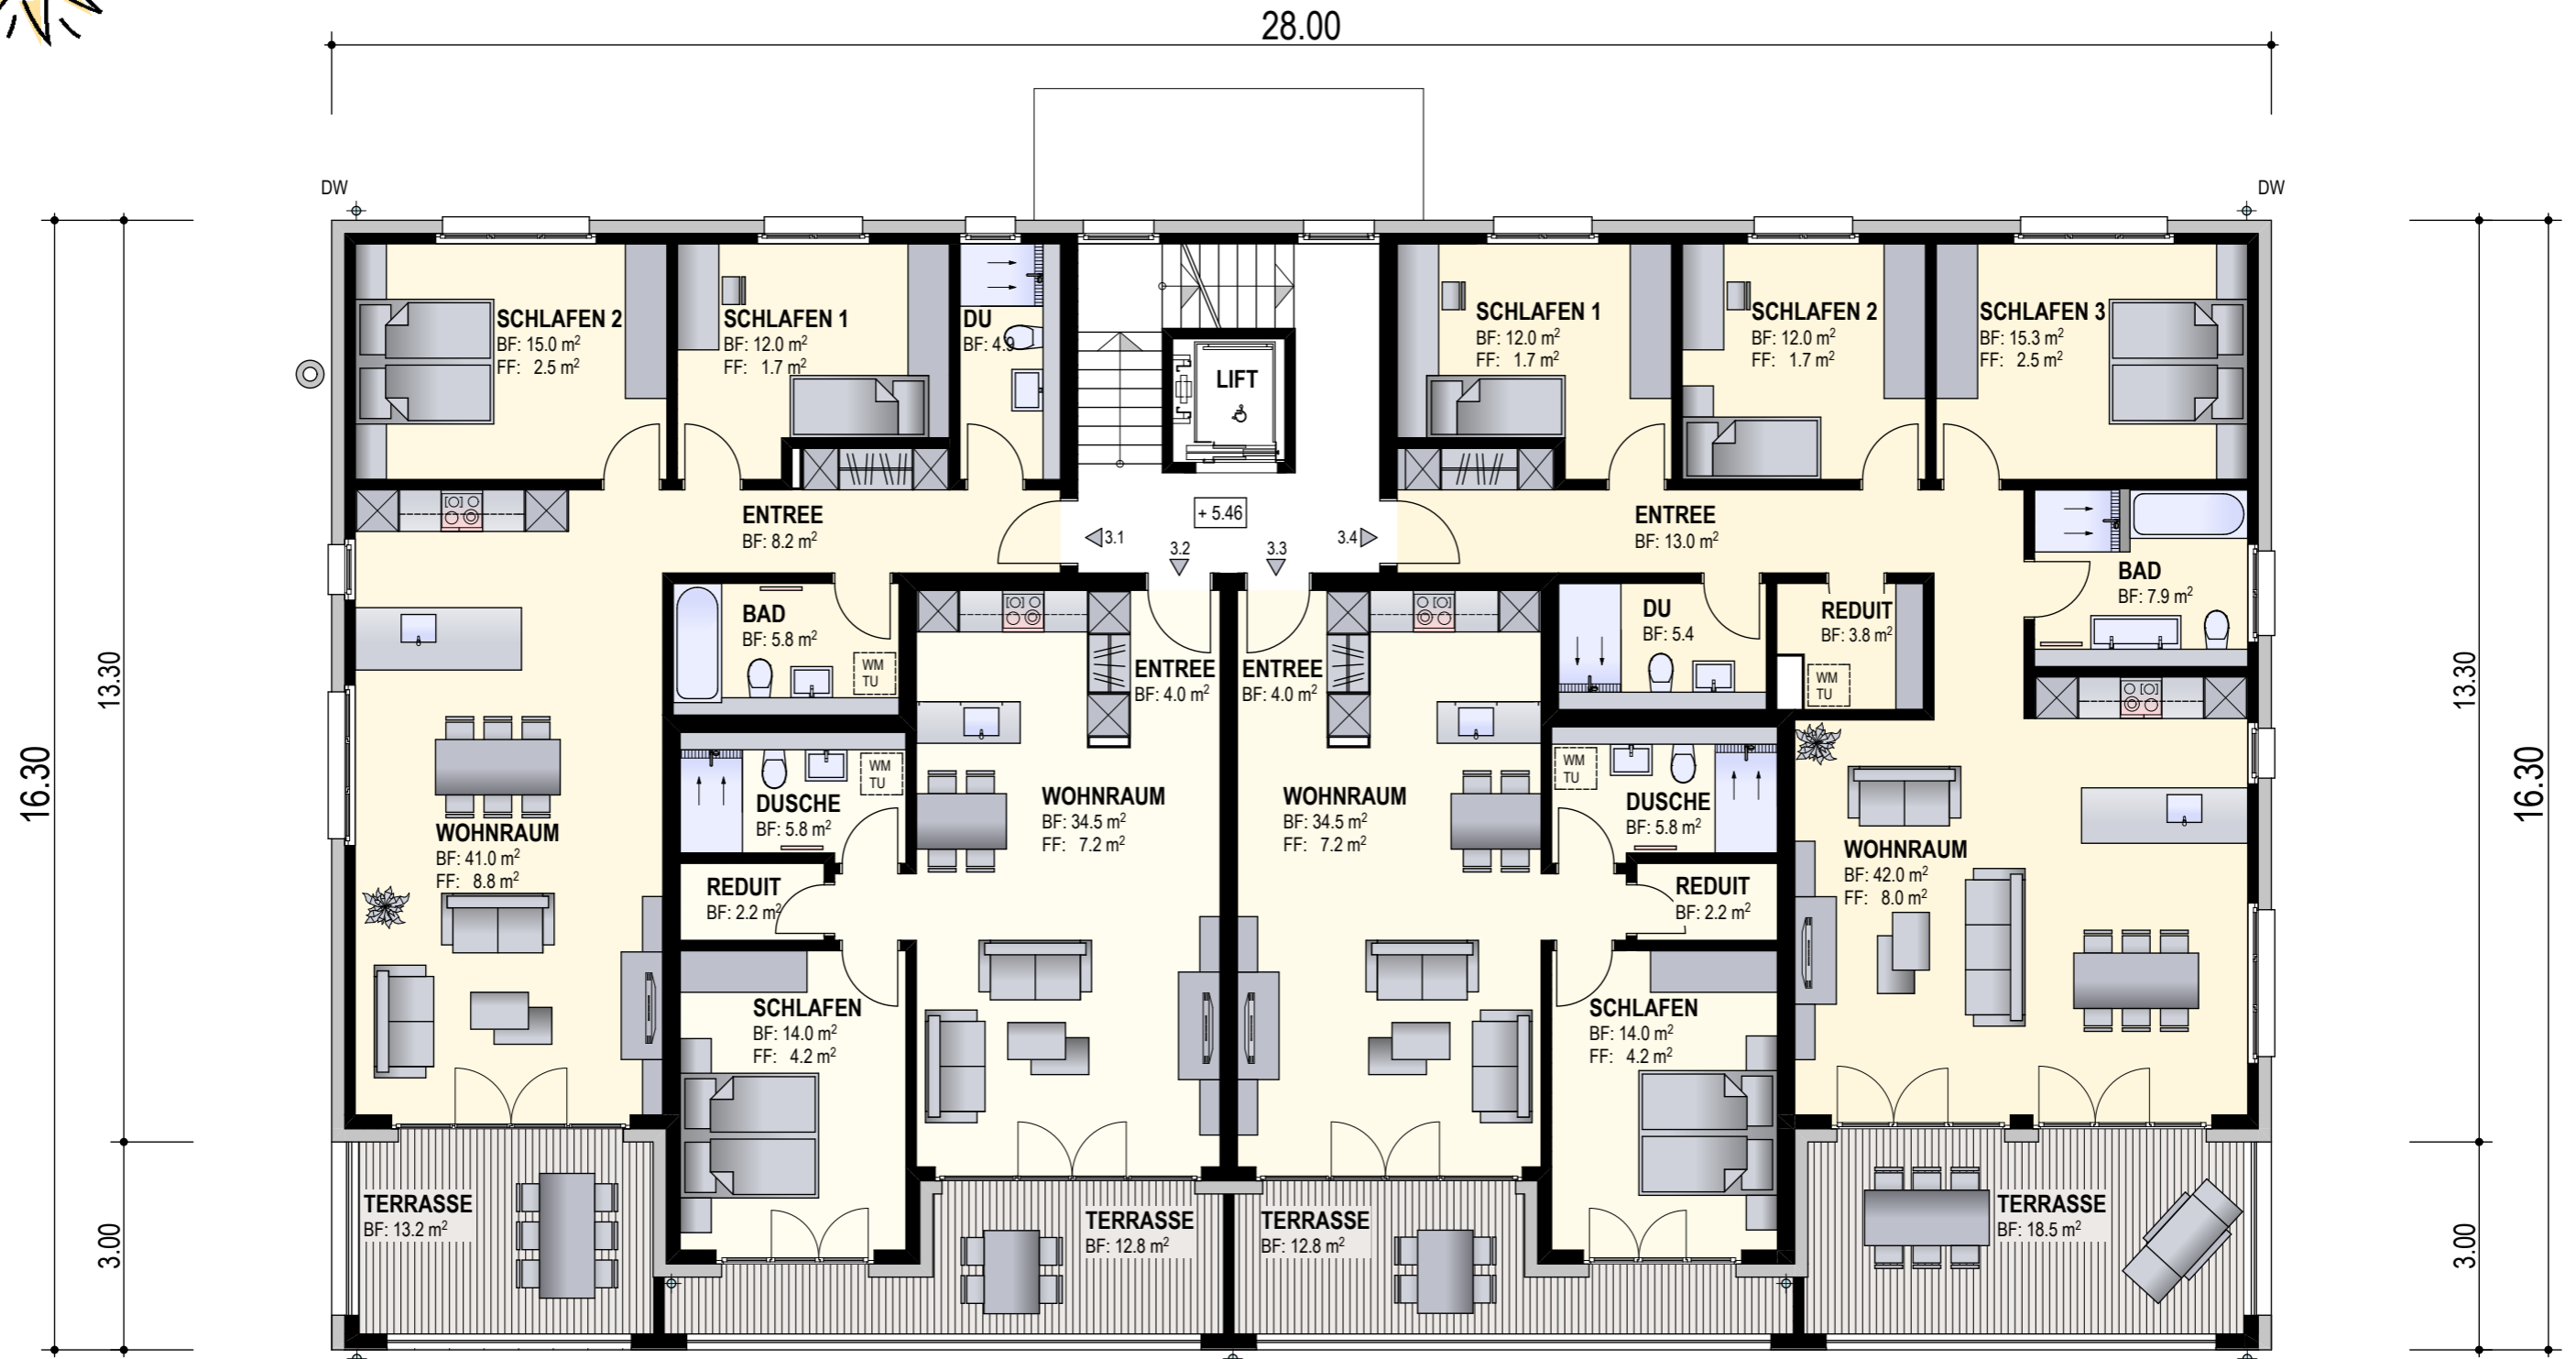 28.00
DW
DW
SCHLAFEN 2
BF: 15.0 m²
FF: 2.5 m²
SCHLAFEN 1
BF: 12.0 m²
FF: 1.7 m²
DU
BF: 4.9
LIFT
SCHLAFEN 1
BF: 12.0 m²
FF: 1.7 m²
SCHLAFEN 2
BF: 12.0 m²
FF: 1.7 m²
SCHLAFEN 3
BF: 15.3 m²
FF: 2.5 m²
ENTREE
BF: 8.2 m²
+ 5.46
3.1
3.2
3.3
3.4
ENTREE
BF: 13.0 m²
BAD
BF: 7.9 m²
BAD
BF: 5.8 m²
WM
TU
ENTREE
BF: 4.0 m²
ENTREE
BF: 4.0 m²
DU
BF: 5.4
REDUIT
BF: 3.8 m²
WM
TU
13.30
16.30
13.30
16.30
WOHNRAUM
BF: 41.0 m²
FF: 8.8 m²
DUSCHE
BF: 5.8 m²
WM
TU
WOHNRAUM
BF: 34.5 m²
FF: 7.2 m²
WOHNRAUM
BF: 34.5 m²
FF: 7.2 m²
WM
TU
DUSCHE
BF: 5.8 m²
WOHNRAUM
BF: 42.0 m²
FF: 8.0 m²
REDUIT
BF: 2.2 m²
REDUIT
BF: 2.2 m²
SCHLAFEN
BF: 14.0 m²
FF: 4.2 m²
SCHLAFEN
BF: 14.0 m²
FF: 4.2 m²
TERRASSE
BF: 13.2 m²
TERRASSE
BF: 12.8 m²
TERRASSE
BF: 12.8 m²
TERRASSE
BF: 18.5 m²
3.00
3.00